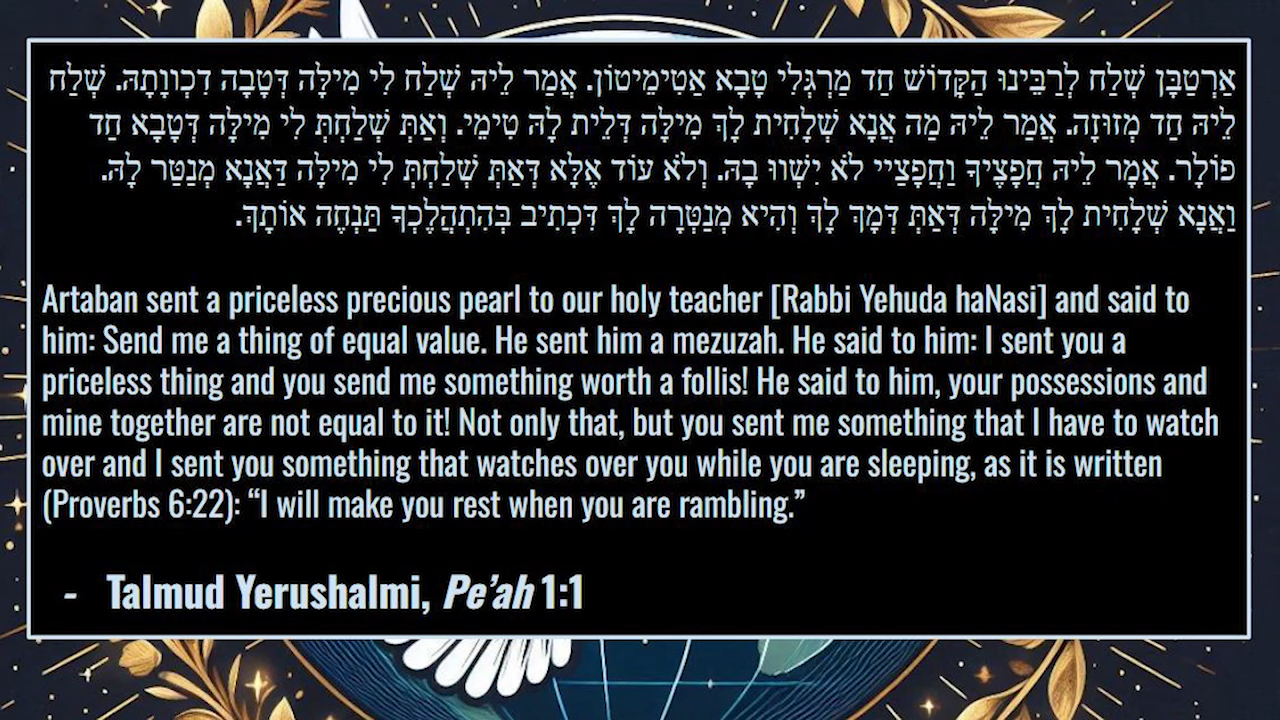 אַרְטַבָּן שְׁלַח לְרַבֵּינוּ הַקָּדוֹשׁ חַד מַרְגְּלִי טָבָא אַטִימִיטוֹן. אֲמַר לֵיהּ שְׁלַח לִי מִילָּה דְּטָבָה דִכְוָותָהּ. שְׁלַח
לֵיהּ חַד מְזוּזָה. אֲמַר לֵיהּ מַה אֲנָא שְׁלָחִית לָךְ מִילָּה דְּלֵית לָהּ טִימֵי. וְאַתְּ שְׁלַחְתְּ לִי מִילָּה דְּטָבָא חַד
פוֹלָר. אֲמָר לֵיהּ חֲפָצֶיךָ וַחֲפָצַיי לֹא יִשְׁווּ בָהּ. וְלֹא עוֹד אֶלָּא דְּאַתְּ שְׁלַחְתְּ לִי מִילָּה דַּאֲנָא מְנַטֵּר לָהּ.
וַאֲנָא שְׁלָחִית לָךְ מִילָּה דְּאַתְּ דְּמָךְ לָךְ וְהִיא מְנַטְּרָה לָךְ דִּכְתִיב בְּהִתְהַלֶּכְךָ תַּנְחֶה אוֹתָךְ.
Artaban sent a priceless precious pearl to our holy teacher [Rabbi Yehuda haNasi] and said to
him: Send me a thing of equal value. He sent him a mezuzah. He said to him: I sent you a
priceless thing and you send me something worth a follis! He said to him, your possessions and
mine together are not equal to it! Not only that, but you sent me something that I have to watch
over and I sent you something that watches over you while you are sleeping, as it is written
(Proverbs 6:22): “I will make you rest when you are rambling.”
- Talmud Yerushalmi, Pe’ah 1:1